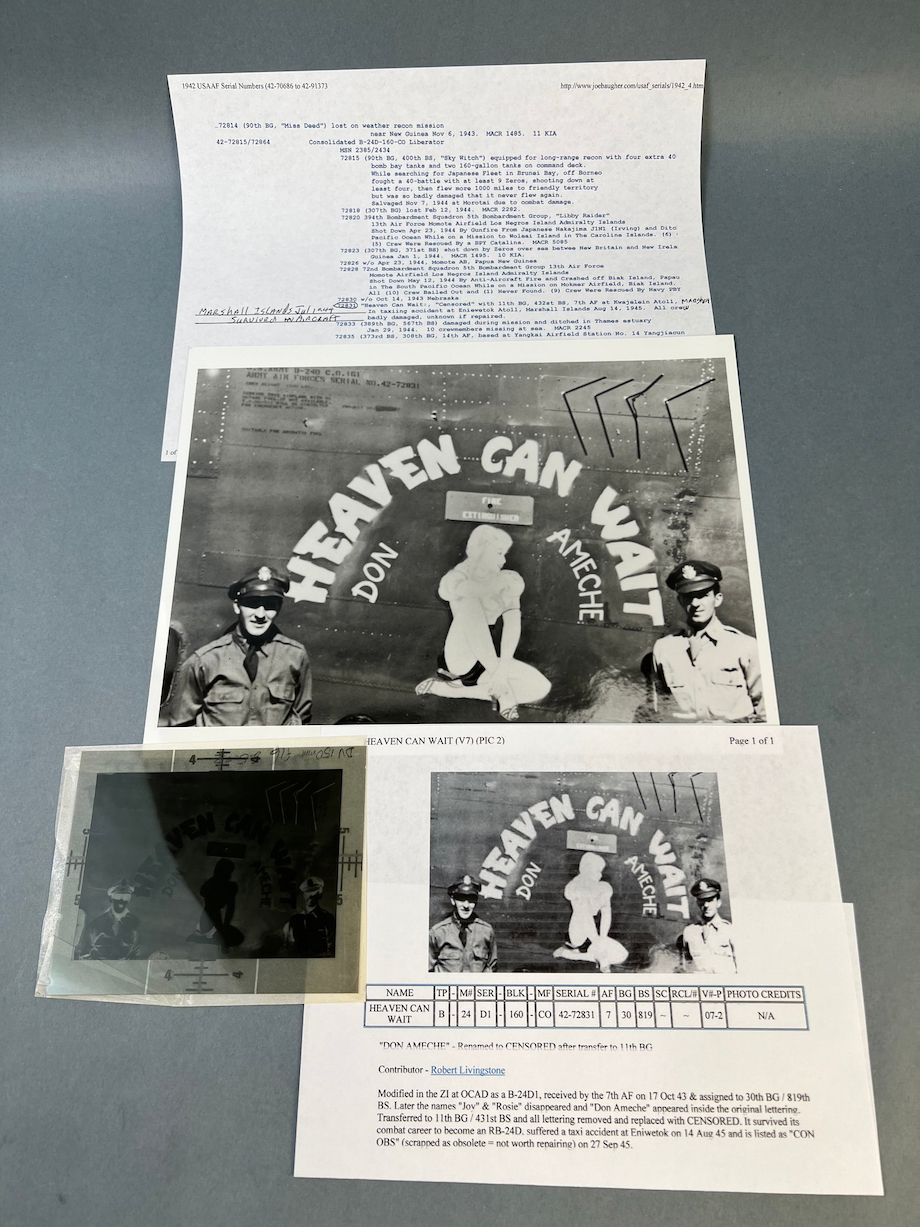 1942 USAAF Serial Numbers (42-70686 to 42-91373
http://www.joebaugher.com/usaf_serials/1942_4.htm
..72814 (90th BG, "Miss Deed") lost on weather recon mission
near New Guinea Nov 6, 1943. MACR 1485. 11 KIA
42-72815/72864 Consolidated B-24D-160-CO Liberator
MSN 2385/2434
72815 (90th BG, 400th BS, "Sky Witch") equipped for long-range recon with four extra 40
bomb bay tanks and two 160-gallon tanks on command deck.
While searching for Japanese Fleet in Brunei Bay, off Borneo
fought a 40-battle with at least 9 Zeros, shooting down at
least four, then flew more 1000 miles to friendly territory
but was so badly damaged that it never flew again.
Salvaged Nov 7, 1944 at Morotai due to combat damage.
72818 (307th BG) lost Feb 12, 1944. MACR 2282.
72820 394th Bombardment Squadron 5th Bombardment Group, "Libby Raider"
13th Air Force Momote Airfield Los Negros Island Admiralty Islands
Shot Down Apr 23, 1944 By Gunfire From Japanese Nakajima J1N1 (Irving) and Ditc
Pacific Ocean While on a Mission to Woleai Island in The Caroline Islands. (6)
(5) Crew Were Rescued By a SPY Catalina. MACR 5085
72823 (307th BG, 371st BS) shot down by Zeros over sea betwee New Britain and New Irela
Guinea Jan 1, 1944. MACR 1495. 10 KIA.
72826 w/o Apr 23, 1944, Momote AB, Papua New Guinea
72828 72nd Bombardment Squadron 5th Bombardment Group 13th Air Force
Momote Airfield Los Negros Island Admiralty Islands
Shot Down May 12, 1944 By Anti-Aircraft Fire and Crashed off Biak Island, Papao
in The South Pacific Ocean While on a Mission on Mokmer Airfield, Biak Island.
All (10) Crew Bailed Out and (1) Never Found. (9) Crew Were Rescued By Navy PBY
72830 w/o Oct 14, 1943 Nebraska
72831 "Heaven Can Wait:, "Censored" with 11th BG, 431st BS, 7th AF at Kwajelein Atoll, MARSHALL
In taxiing accident at Eniewetok Atoll, Marshall Islands Aug 14, 1945. All crew
badly damaged, unknown if repaired.
MARSHALL ISLANDS
SURVIVED IN AIRCRAFT
72833 (389th BG, 567th BS) damaged during mission and ditched in Thames estuary
Jan 29, 1944. 10 crewmembers missing at sea. MACR 2245
72835 (373rd BS, 308th BG, 14th AF, based at Yangkai Airfield Station No. 14 Yangjiacun
1 of
B-24D
ARMY AIR FORCES SERIAL NO. 42-72831
HEAVEN CAN WAIT
FIRE
EXTINGUISHER
DON AMECHE
HEAVEN CAN WAIT (V7) (PIC 2) Page 1 of 1
HEAVEN CAN WAIT
DON AMECHE
4
DV 150mm f16
5 5
HEAVEN CAN WAIT
DON AMECHE
4 4
NAME TP - M# SER - BLK - MF SERIAL # AF BG BS SC RCL/# V#-P PHOTO CREDITS
HEAVEN CAN WAIT B - 24 D1 - 160 - CO 42-72831 7 30 819 ~ ~ 07-2 N/A
"DON AMECHE" - Renamed to CENSORED after transfer to 11th BG
Contributor - Robert Livingstone
Modified in the ZI at OCAD as a B-24D1, received by the 7th AF on 17 Oct 43 & assigned to 30th BG / 819th
BS. Later the names "Joy" & "Rosie" disappeared and "Don Ameche" appeared inside the original lettering.
Transferred to 11th BG / 431st BS and all lettering removed and replaced with CENSORED. It survived its
combat career to become an RB-24D, suffered a taxi accident at Eniwetok on 14 Aug 45 and is listed as "CON
OBS" (scrapped as obsolete = not worth repairing) on 27 Sep 45.